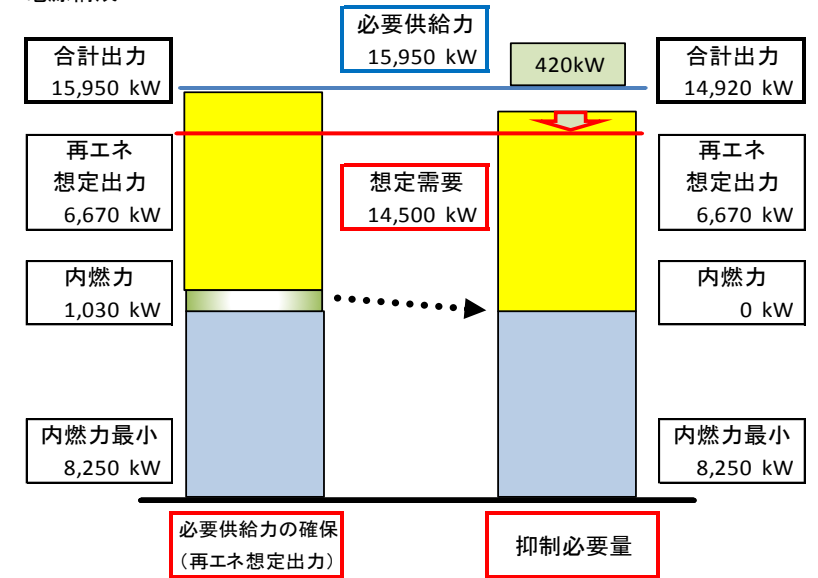 必要供給力
15,950 kW
420kW
合計出力
15,950 kW
合計出力
14,920 kW
再エネ
想定出力
6,670 kW
想定需要
14,500 kW
再エネ
想定出力
6,670 kW
内燃力
1,030 kW
内燃力
0 kW
内燃力最小
8,250 kW
内燃力最小
8,250 kW
必要供給力の確保
（再エネ想定出力）
抑制必要量